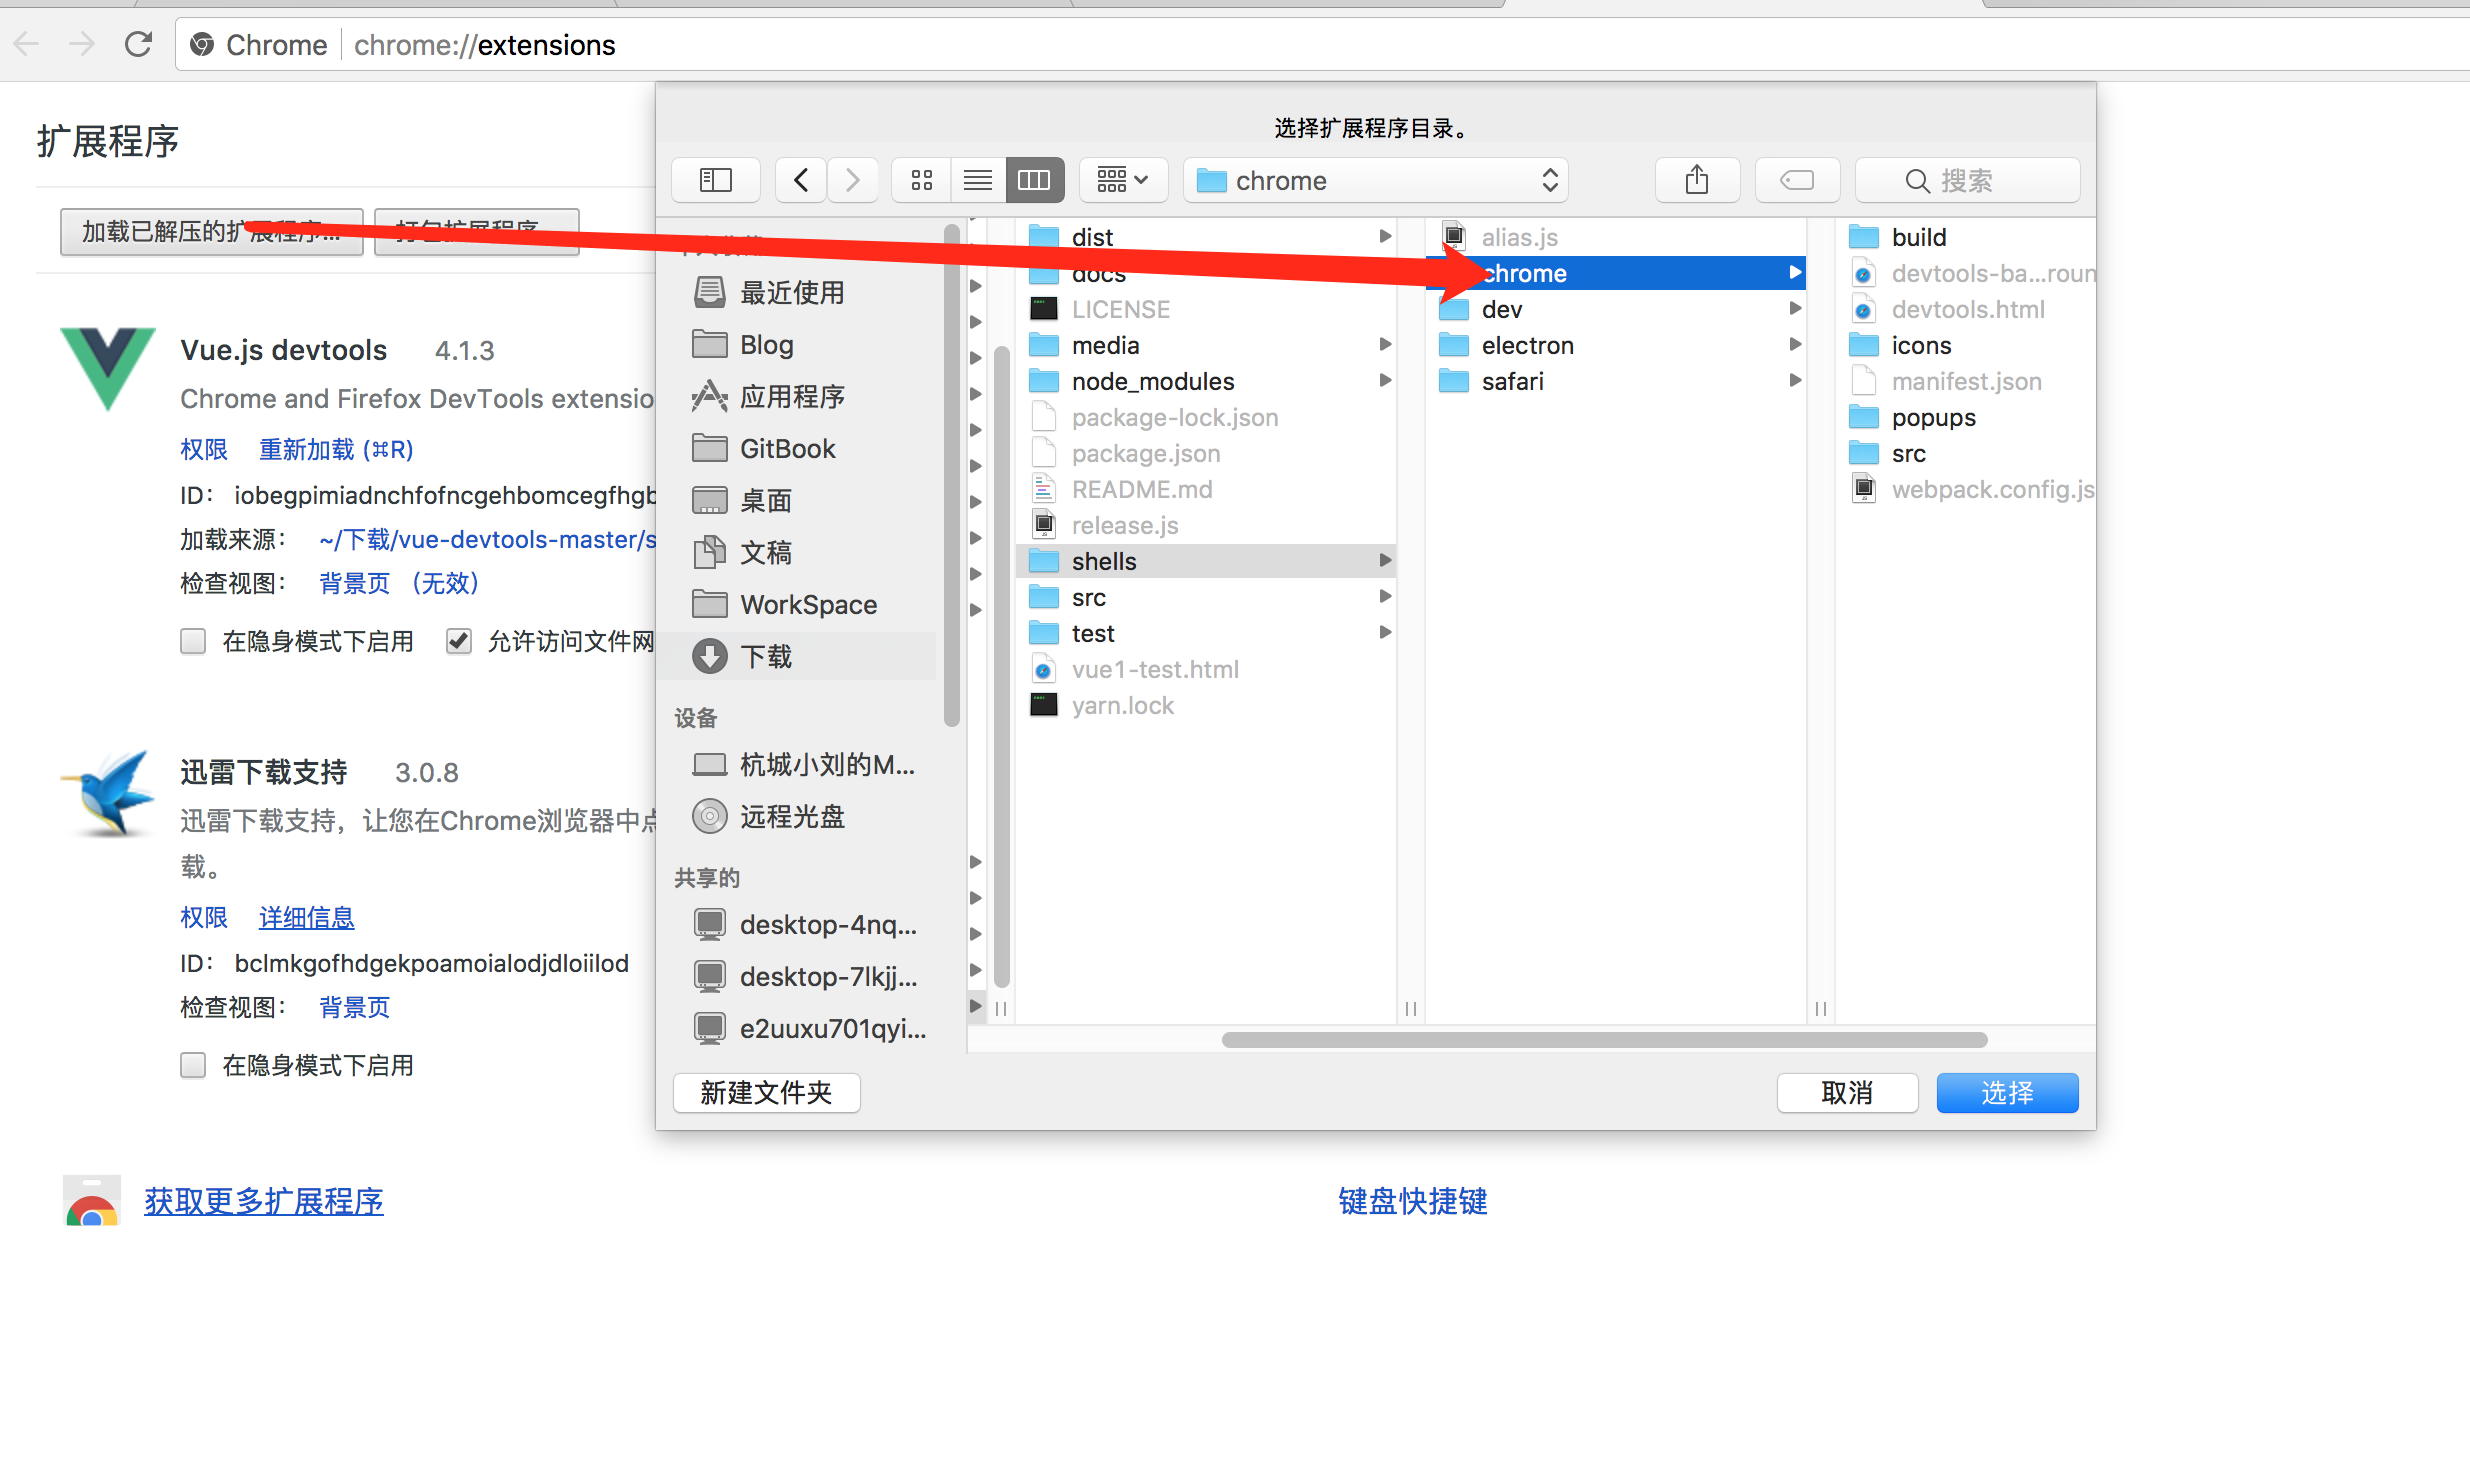 Chrome chrome://extensions
扩展程序
加载已解压的扩展程序...
打包扩展程序
Vue.js devtools 4.1.3
Chrome and Firefox DevTools extensio
权限 重新加载 (⌘R)
ID： iobegpimiadnchfofncgehbomcegfhgb
加载来源： ~/下载/vue-devtools-master/s
检查视图： 背景页 （无效）
在隐身模式下启用 允许访问文件网
迅雷下载支持 3.0.8
迅雷下载支持，让您在Chrome浏览器中点
载。
权限 详细信息
ID： bclmkgofhdgekpoamoialodjdloiilod
检查视图： 背景页
在隐身模式下启用
获取更多扩展程序
键盘快捷键
选择扩展程序目录。
chrome
搜索
最近使用
Blog
应用程序
GitBook
桌面
文稿
WorkSpace
下载
设备
杭城小刘的M...
远程光盘
共享的
desktop-4nq...
desktop-7lkjj...
e2uuxu701qyi...
dist
docs
LICENSE
media
node_modules
package-lock.json
package.json
README.md
release.js
shells
src
test
vue1-test.html
yarn.lock
alias.js
chrome
dev
electron
safari
build
devtools-ba...roun
devtools.html
icons
manifest.json
popups
src
webpack.config.js
新建文件夹
取消
选择